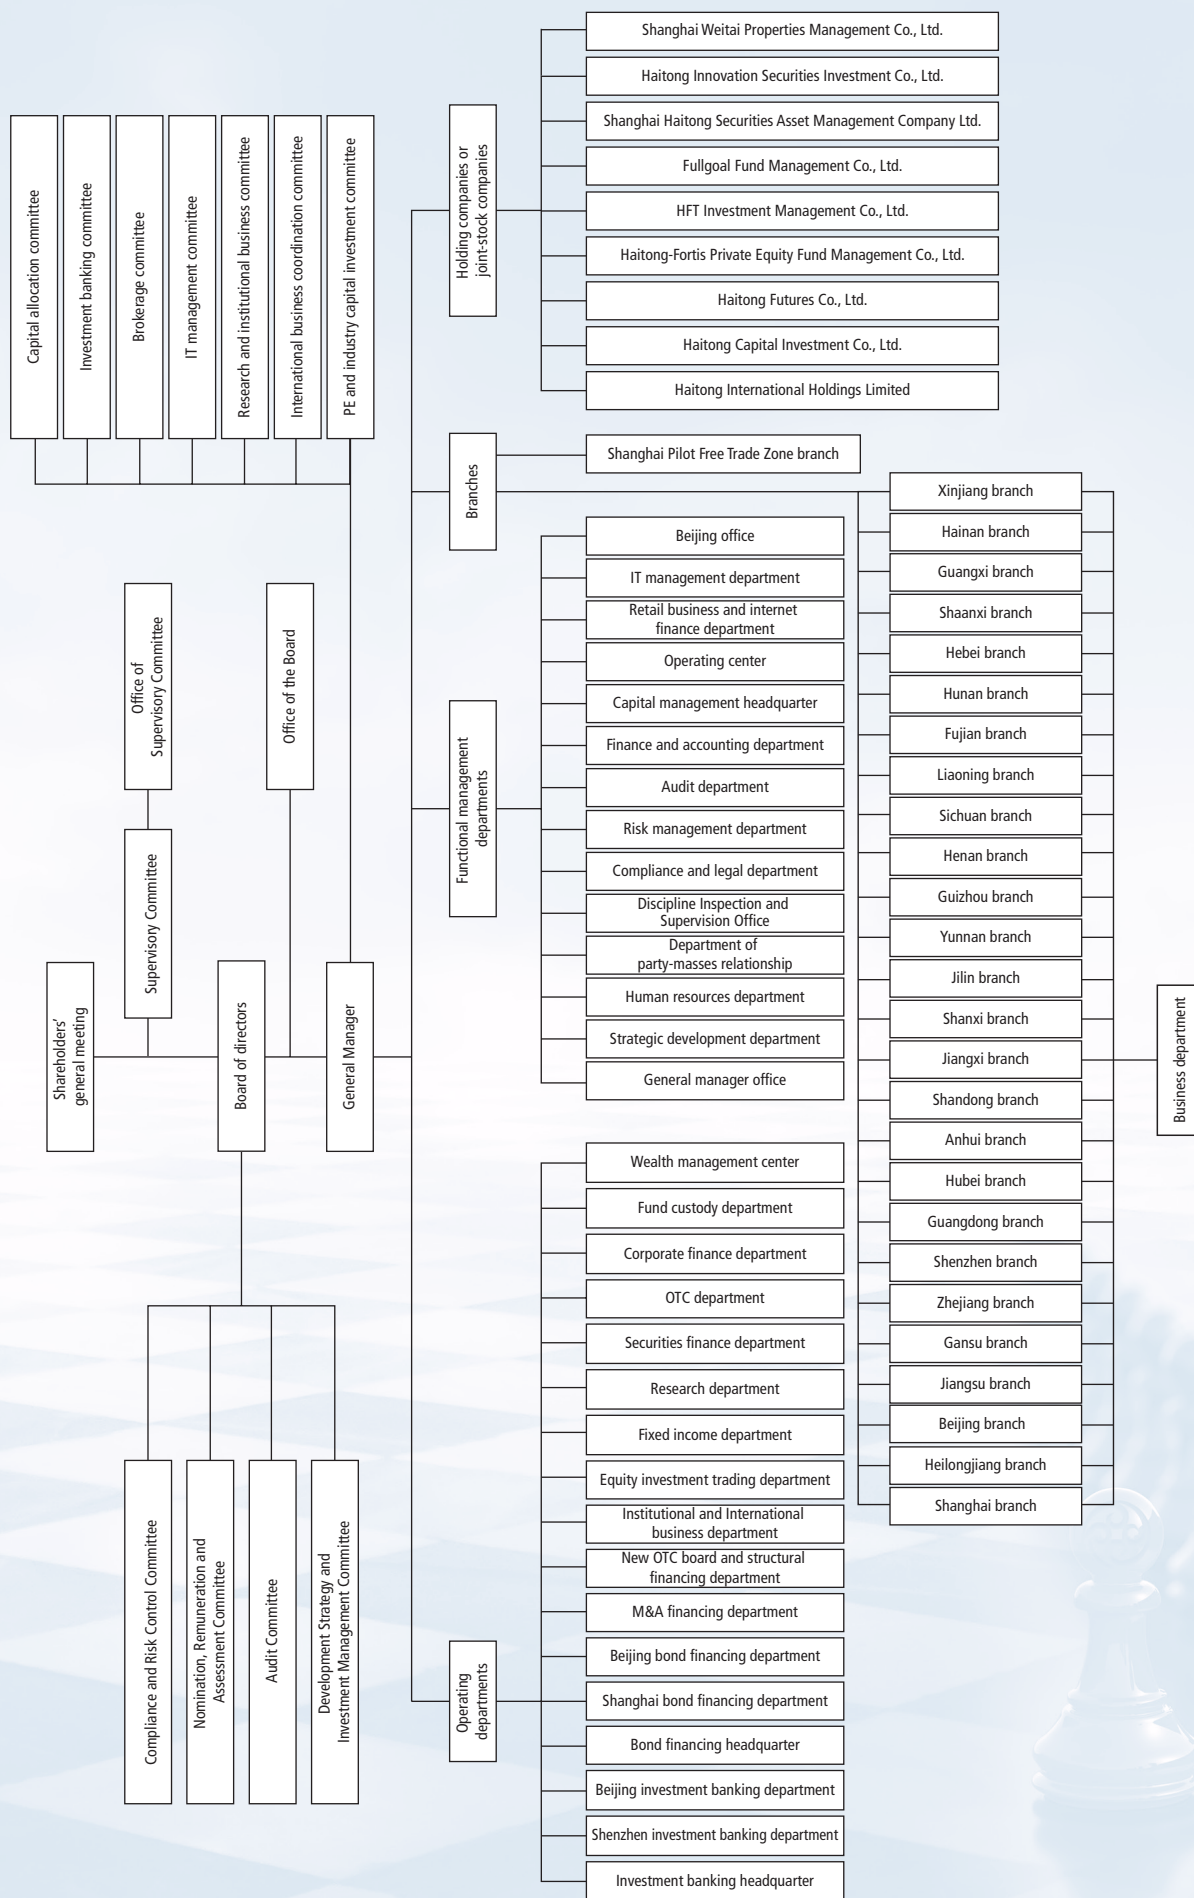 Shareholders'
general meeting
Supervisory Committee
Office of
Supervisory Committee
Board of directors
Office of the Board
General Manager
Capital allocation committee
Investment banking committee
Brokerage committee
IT management committee
Research and institutional business committee
International business coordination committee
PE and industry capital investment committee
Compliance and Risk Control Committee
Nomination, Remuneration and
Assessment Committee
Audit Committee
Development Strategy and
Investment Management Committee
Holding companies or
joint-stock companies
Shanghai Weitai Properties Management Co., Ltd.
Haitong Innovation Securities Investment Co., Ltd.
Shanghai Haitong Securities Asset Management Company Ltd.
Fullgoal Fund Management Co., Ltd.
HFT Investment Management Co., Ltd.
Haitong-Fortis Private Equity Fund Management Co., Ltd.
Haitong Futures Co., Ltd.
Haitong Capital Investment Co., Ltd.
Haitong International Holdings Limited
Branches
Shanghai Pilot Free Trade Zone branch
Xinjiang branch
Hainan branch
Guangxi branch
Shaanxi branch
Hebei branch
Hunan branch
Fujian branch
Liaoning branch
Sichuan branch
Henan branch
Guizhou branch
Yunnan branch
Jilin branch
Shanxi branch
Jiangxi branch
Shandong branch
Anhui branch
Hubei branch
Guangdong branch
Shenzhen branch
Zhejiang branch
Gansu branch
Jiangsu branch
Beijing branch
Heilongjiang branch
Shanghai branch
Business department
Functional management
departments
Beijing office
IT management department
Retail business and internet
finance department
Operating center
Capital management headquarter
Finance and accounting department
Audit department
Risk management department
Compliance and legal department
Discipline Inspection and
Supervision Office
Department of
party-masses relationship
Human resources department
Strategic development department
General manager office
Operating
departments
Wealth management center
Fund custody department
Corporate finance department
OTC department
Securities finance department
Research department
Fixed income department
Equity investment trading department
Institutional and International
business department
New OTC board and structural
financing department
M&A financing department
Beijing bond financing department
Shanghai bond financing department
Bond financing headquarter
Beijing investment banking department
Shenzhen investment banking department
Investment banking headquarter